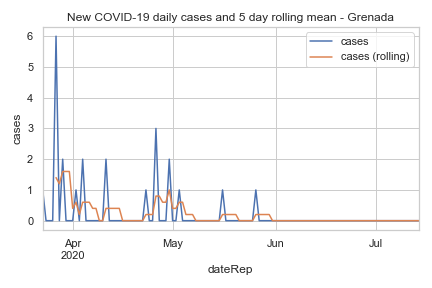 New COVID-19 daily cases and 5 day rolling mean - Grenada
cases
cases (rolling)
6
5
4
3
2
1
0
cases
Apr
2020
May
Jun
Jul
dateRep